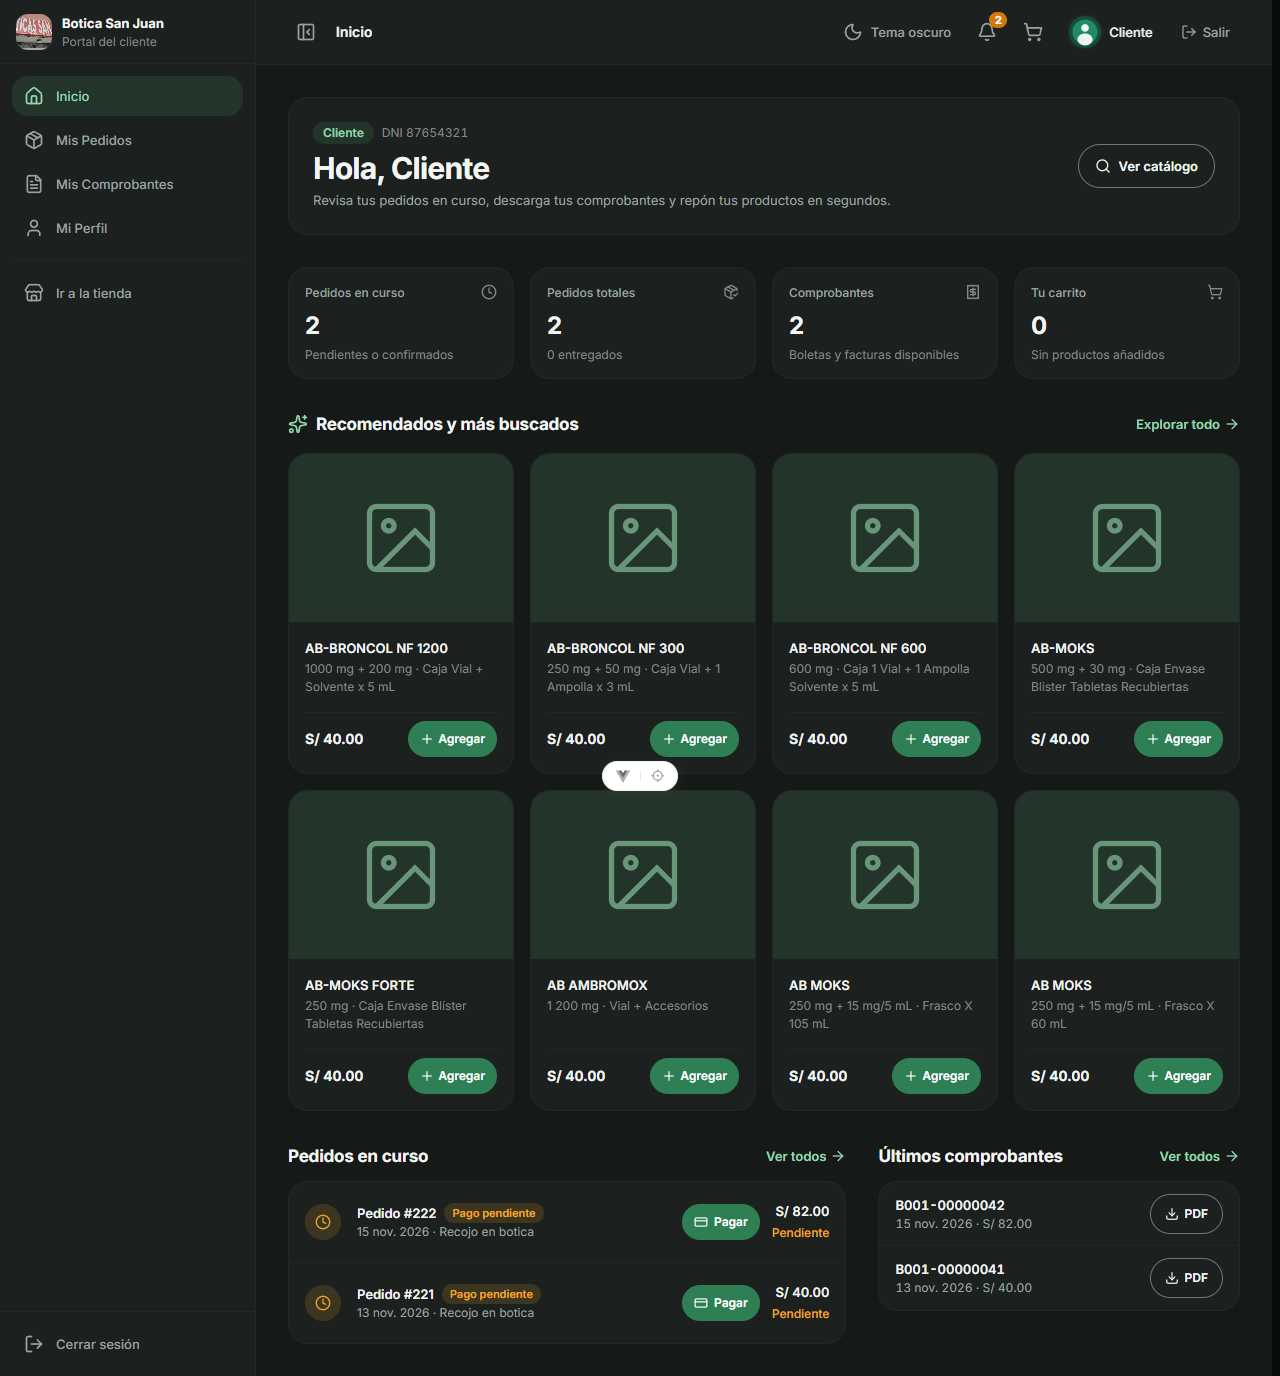 Botica San Juan
Portal del cliente
Inicio
Mis Pedidos
Mis Comprobantes
Mi Perfil
Ir a la tienda
Cerrar sesión
Inicio
Tema oscuro
2
Cliente
Salir
Cliente DNI 87654321
Hola, Cliente
Revisa tus pedidos en curso, descarga tus comprobantes y repón tus productos en segundos.
Ver catálogo
Pedidos en curso
2
Pendientes o confirmados
Pedidos totales
2
0 entregados
Comprobantes
2
Boletas y facturas disponibles
Tu carrito
0
Sin productos añadidos
Recomendados y más buscados
Explorar todo
AB-BRONCOL NF 1200
1000 mg + 200 mg · Caja Vial +
Solvente x 5 mL
S/ 40.00
Agregar
AB-BRONCOL NF 300
250 mg + 50 mg · Caja Vial + 1
Ampolla x 3 mL
S/ 40.00
Agregar
AB-BRONCOL NF 600
600 mg · Caja 1 Vial + 1 Ampolla
Solvente x 5 mL
S/ 40.00
Agregar
AB-MOKS
500 mg + 30 mg · Caja Envase
Blister Tabletas Recubiertas
S/ 40.00
Agregar
AB-MOKS FORTE
250 mg · Caja Envase Blíster
Tabletas Recubiertas
S/ 40.00
Agregar
AB AMBROMOX
1 200 mg · Vial + Accesorios
S/ 40.00
Agregar
AB MOKS
250 mg + 15 mg/5 mL · Frasco X
105 mL
S/ 40.00
Agregar
AB MOKS
250 mg + 15 mg/5 mL · Frasco X
60 mL
S/ 40.00
Agregar
Pedidos en curso
Ver todos
Pedido #222 Pago pendiente
15 nov. 2026 · Recojo en botica
Pagar
S/ 82.00
Pendiente
Pedido #221 Pago pendiente
13 nov. 2026 · Recojo en botica
Pagar
S/ 40.00
Pendiente
Últimos comprobantes
Ver todos
B001-00000042
15 nov. 2026 · S/ 82.00
PDF
B001-00000041
13 nov. 2026 · S/ 40.00
PDF